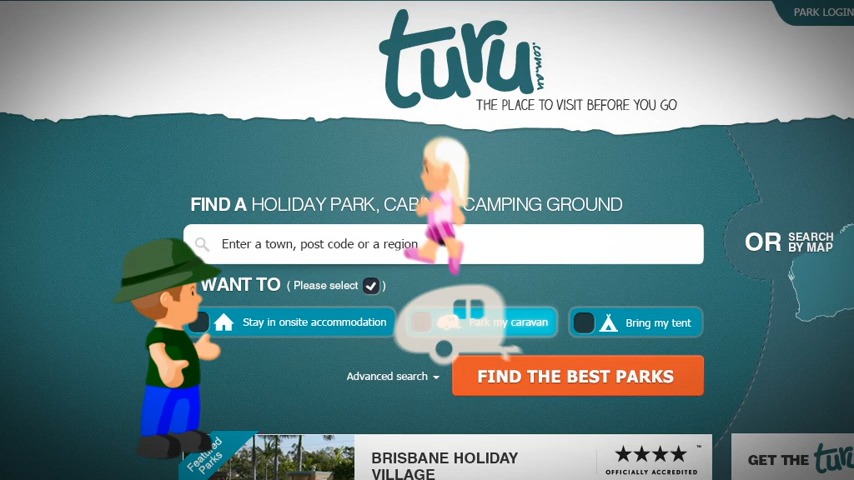 PARK LOGIN
turu
.com.au
THE PLACE TO VISIT BEFORE YOU GO
FIND A HOLIDAY PARK, CAMPING GROUND
Enter a town, post code or a region
OR SEARCH
BY MAP
WANT TO ( Please select )
Stay in onsite accommodation
Park my caravan
Bring my tent
Advanced search
FIND THE BEST PARKS
Featured
Parks
BRISBANE HOLIDAY
VILLAGE
OFFICIALLY ACCREDITED
TM
GET THE turu